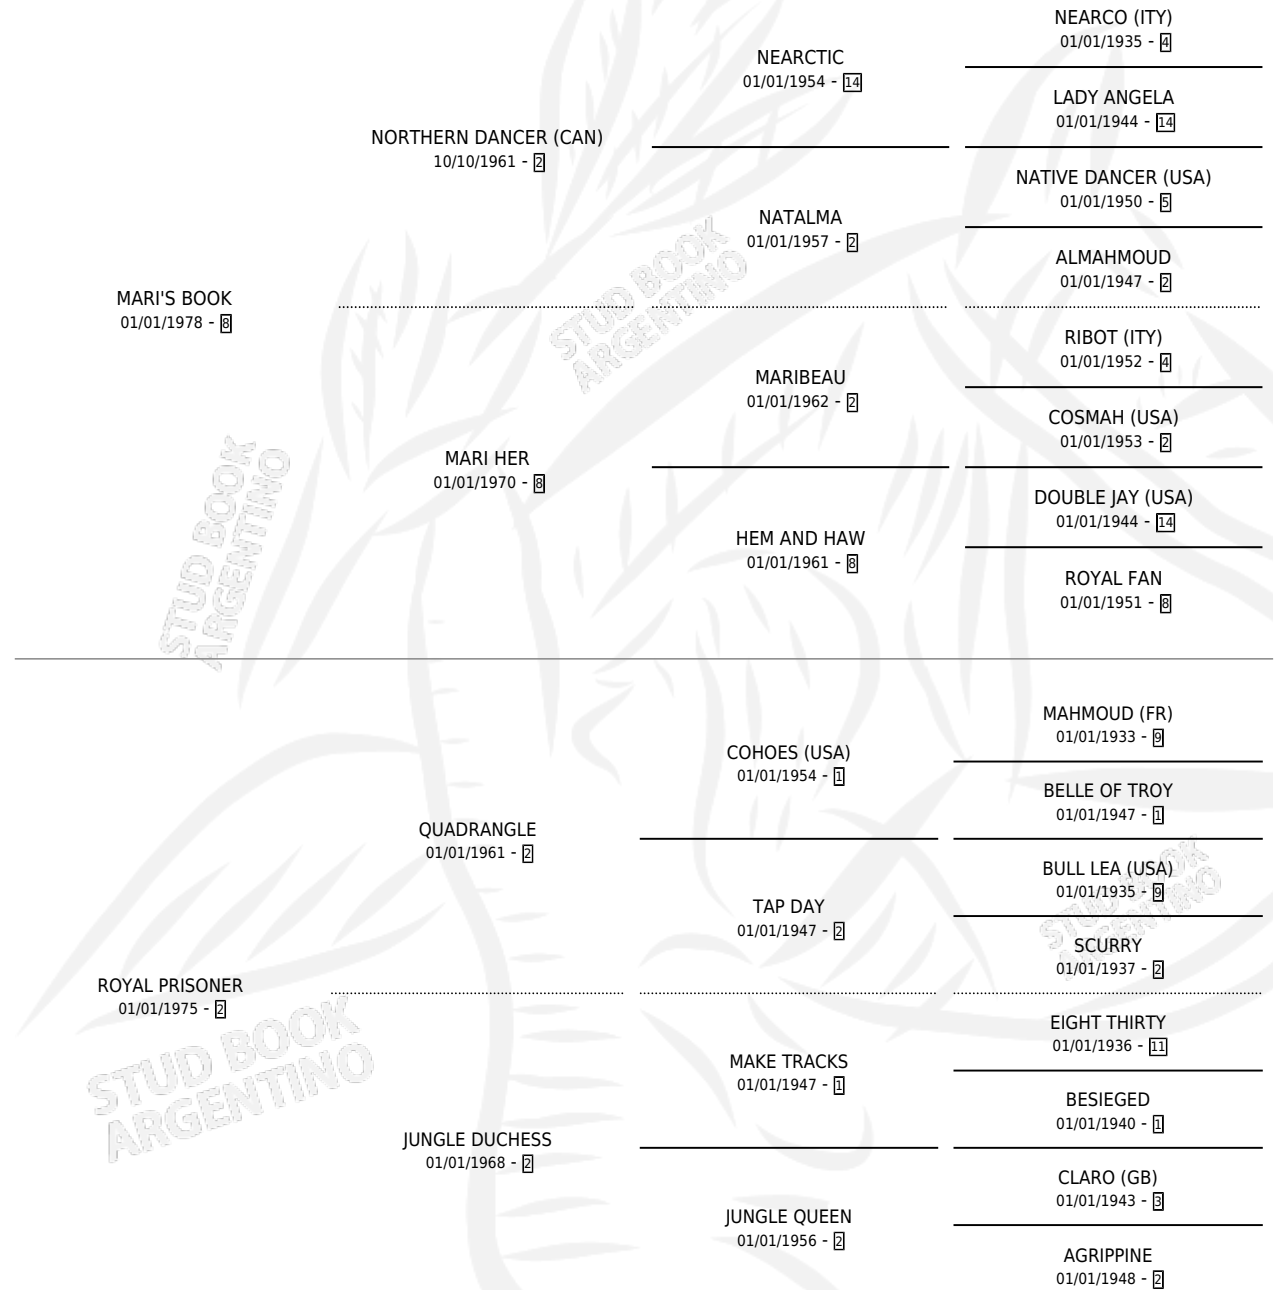 NEARCO (ITY)
01/01/1935 - 4
NEARCTIC
01/01/1954 - 14
LADY ANGELA
01/01/1944 - 14
NORTHERN DANCER (CAN)
10/10/1961 - 2
NATIVE DANCER (USA)
01/01/1950 - 5
NATALMA
01/01/1957 - 2
ALMAHMOUD
01/01/1947 - 2
MARI'S BOOK
01/01/1978 - 8
RIBOT (ITY)
01/01/1952 - 4
MARIBEAU
01/01/1962 - 2
COSMAH (USA)
01/01/1953 - 2
MARI HER
01/01/1970 - 8
DOUBLE JAY (USA)
01/01/1944 - 14
HEM AND HAW
01/01/1961 - 8
ROYAL FAN
01/01/1951 - 8
MAHMOUD (FR)
01/01/1933 - 9
COHOES (USA)
01/01/1954 - 1
BELLE OF TROY
01/01/1947 - 1
QUADRANGLE
01/01/1961 - 2
BULL LEA (USA)
01/01/1935 - 9
TAP DAY
01/01/1947 - 2
SCURRY
01/01/1937 - 2
ROYAL PRISONER
01/01/1975 - 2
EIGHT THIRTY
01/01/1936 - 11
MAKE TRACKS
01/01/1947 - 1
BESIEGED
01/01/1940 - 1
JUNGLE DUCHESS
01/01/1968 - 2
CLARO (GB)
01/01/1943 - 3
JUNGLE QUEEN
01/01/1956 - 2
AGRIPPINE
01/01/1948 - 2
STUD BOOK
ARGENTINO
STUD BOOK
ARGENTINO
STUD BOOK
ARGENTINO
STUD BOOK
ARGENTINO